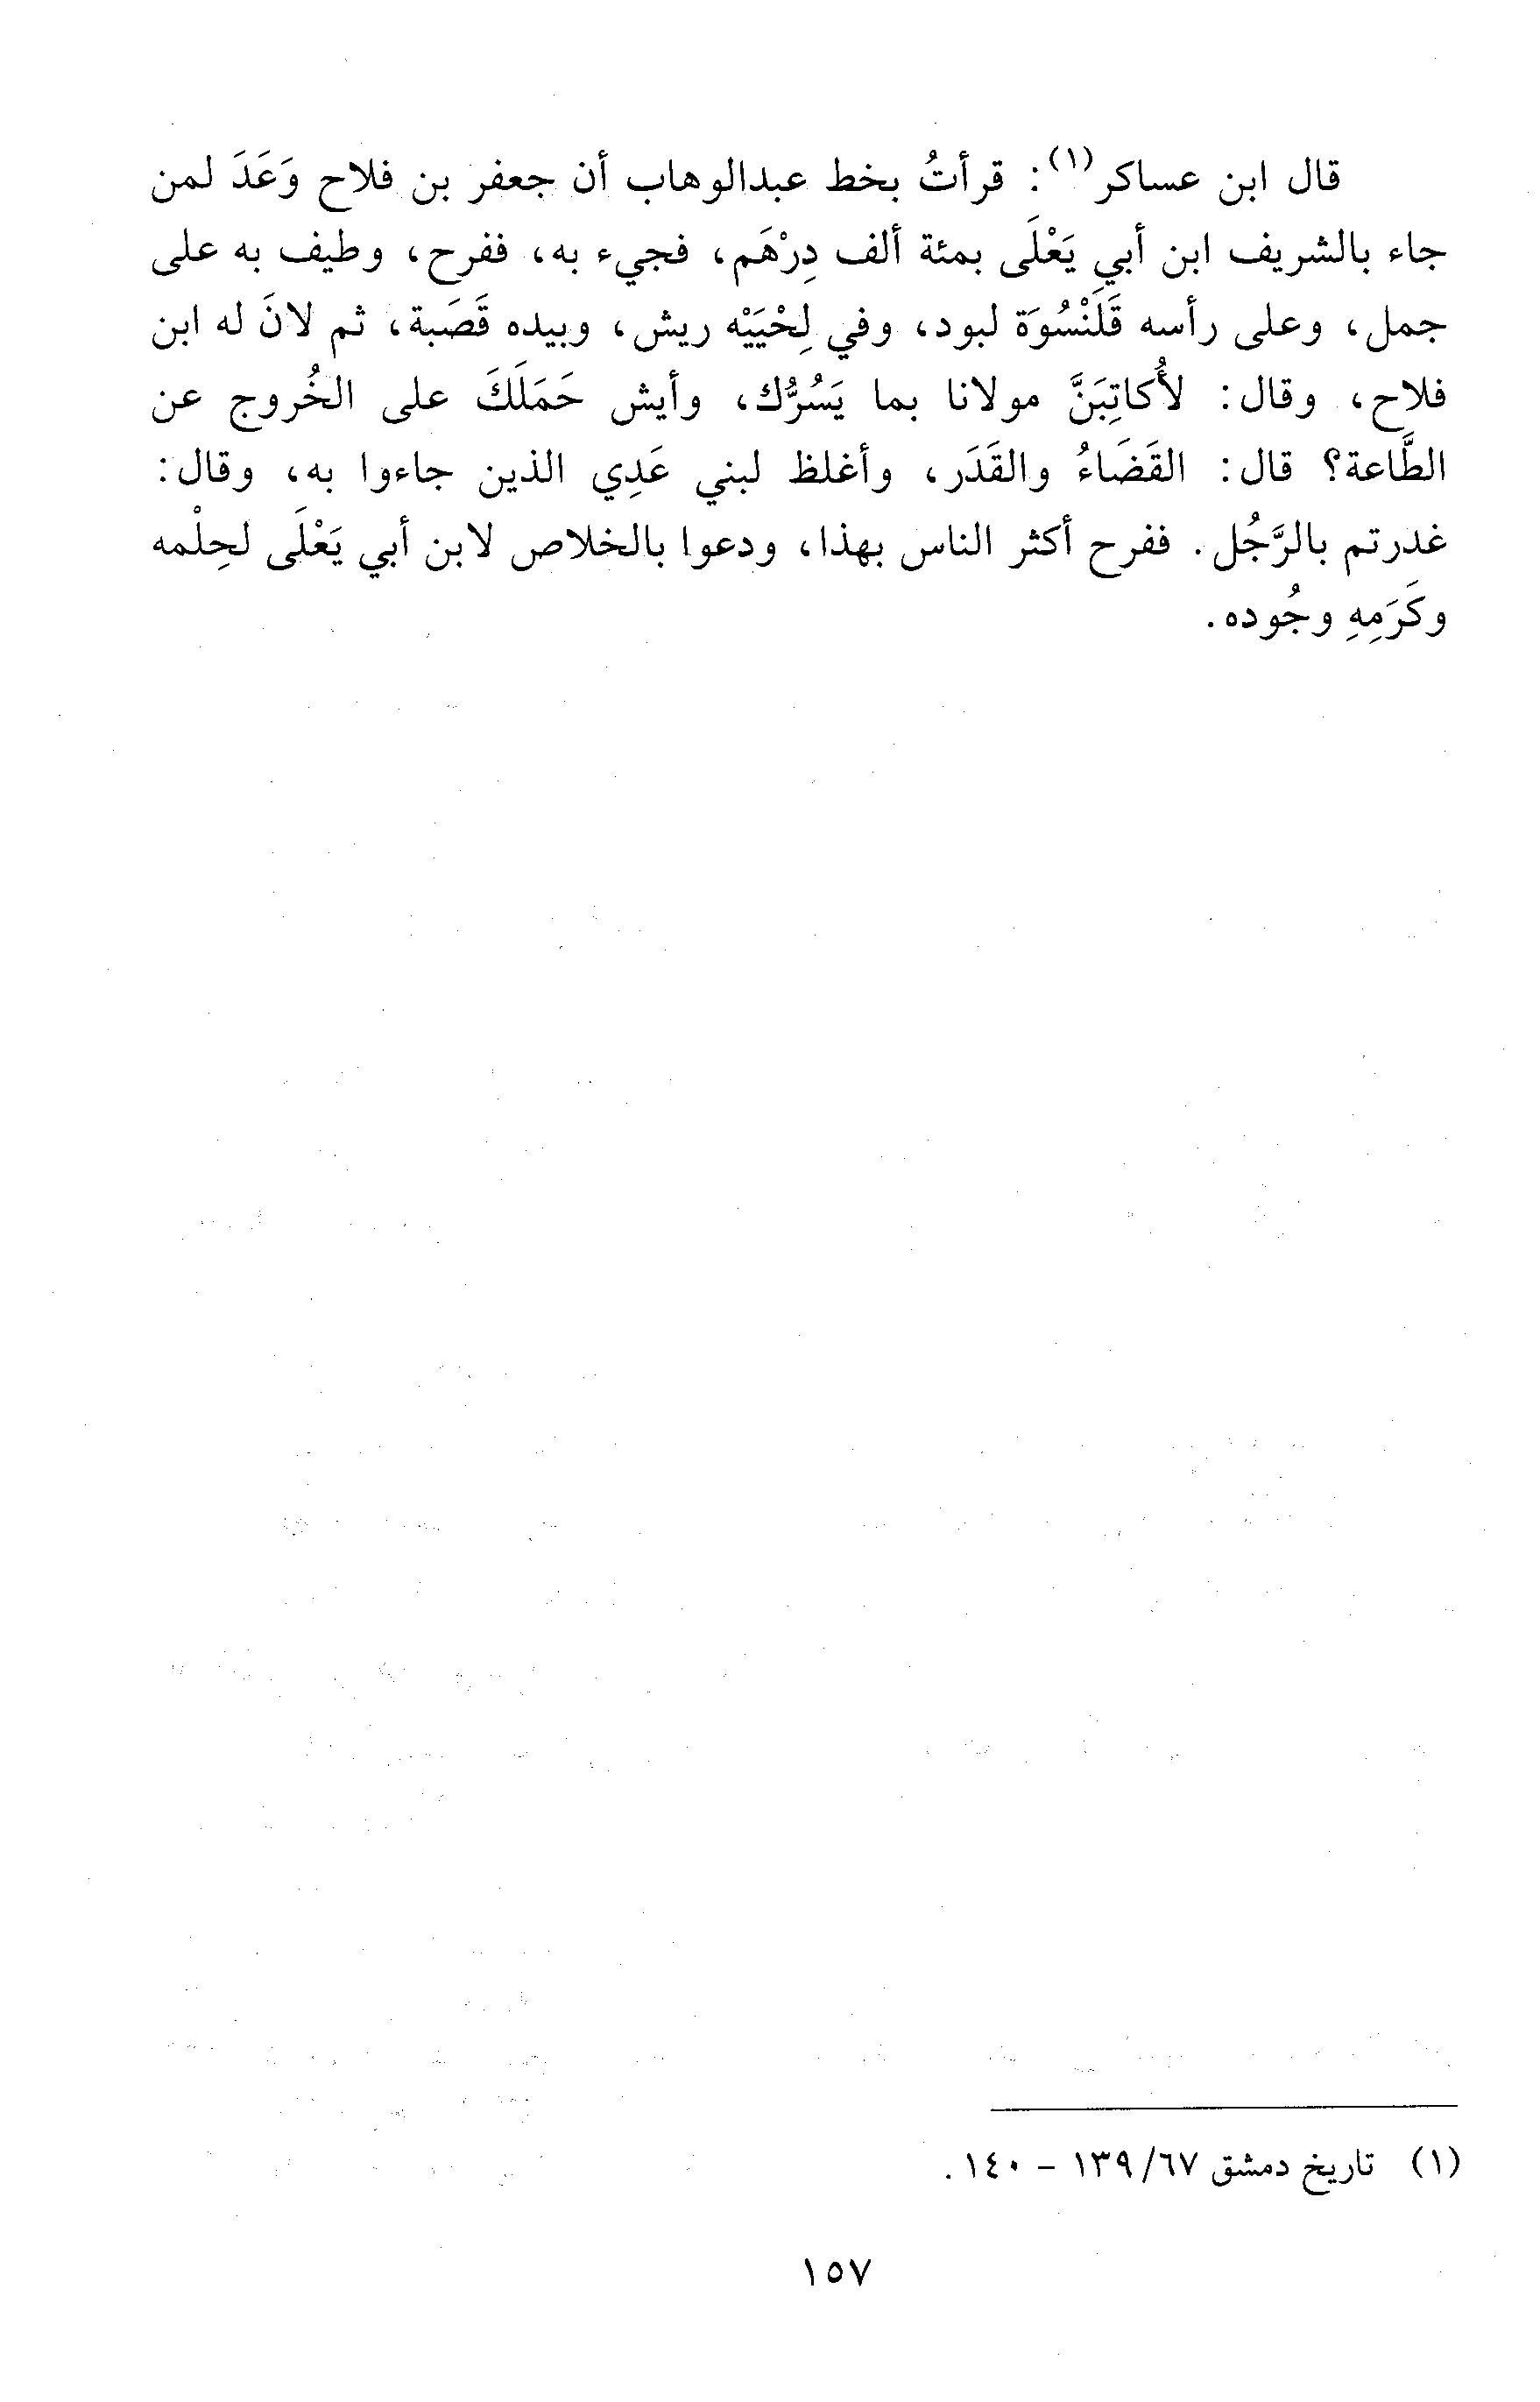 قال ابن عساكر(١): قرأتُ بخط عبدالوهاب أن جعفر بن فلاح وَعَدَ لمن
جاء بالشريف ابن أبي يَعْلَى بمئة ألف دِرْهَم، فجيء به، ففرح، وطيف به على
جمل، وعلى رأسه قَلَنْسُوَة لبود، وفي لِحْيَيْه ريش، وبيده قَصَبة، ثم لانَ له ابن
فلاح، وقال: لأُكاتِبَنَّ مولانا بما يَسُرُّك، وأيش حَمَلَكَ على الخُروج عن
الطَّاعة؟ قال: القَضَاءُ والقَدَر، وأغلظ لبني عَدِي الذين جاءوا به، وقال:
غدرتم بالرَّجُل. ففرح أكثر الناس بهذا، ودعوا بالخلاص لابن أبي يَعْلَى لحِلْمه
وكَرَمِهِ وجُوده.
(١) تاريخ دمشق ٦٧/ ١٣٩ - ١٤٠.
١٥٧